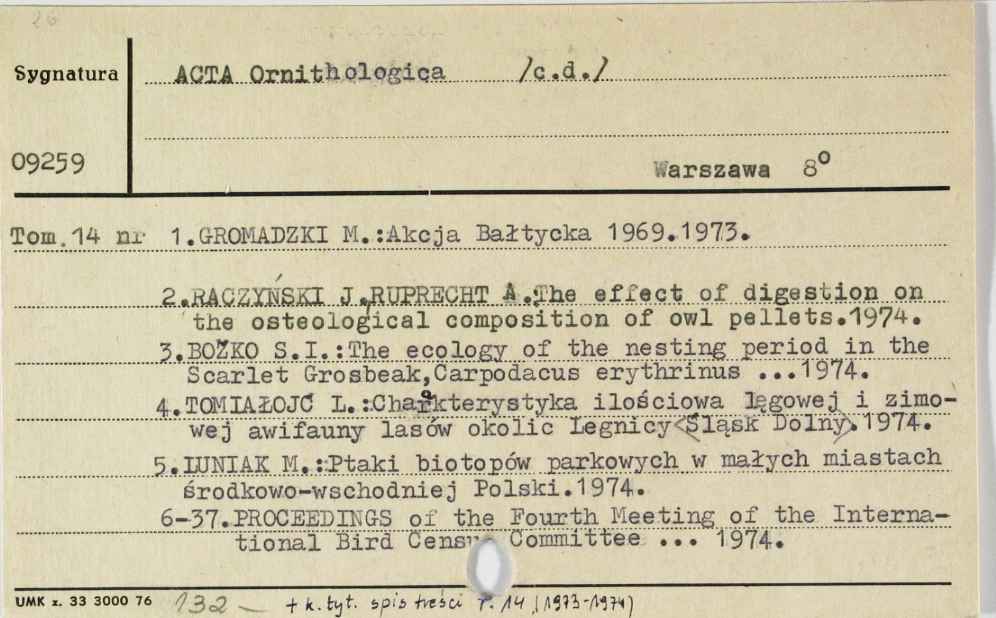 26
Sygnatura ACTA Ornithologica /c.d./
09259 Warszawa 8°
Tom.14 nr 1.GROMADZKI M.:Akcja Bałtycka 1969.1973.
2.RACZYŃSKI J,RUPRECHT A.:The effect of digestion on
the osteological composition of owl pellets.1974.
3.BOŽKO S.I.:The ecology of the nesting period in the
Scarlet Grosbeak,Carpodacus erythrinus ...1974.
4.TOMIAŁOJĆ L.:Charakterystyka ilościowa lęgowej i zimo-
wej awifauny lasów okolic Legnicy<Śląsk Dolny>.1974.
5.LUNIAK M.:Ptaki biotopów parkowych w małych miastach
środkowo-wschodniej Polski.1974.
6-37.PROCEEDINGS of the Fourth Meeting of the Interna-
tional Bird Census Committee ... 1974.
UMK z. 33 3000 76 132 — + k. tyt. spis treści T. 14 (1973-1974)